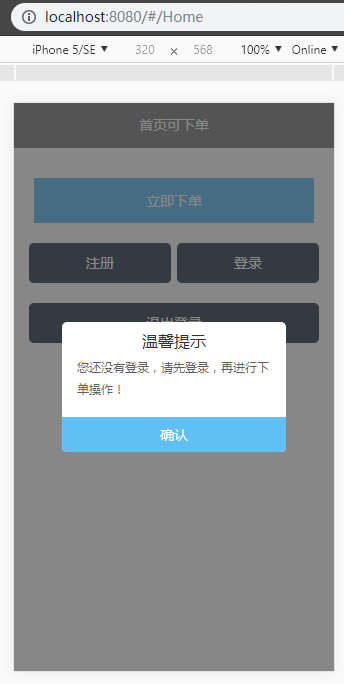 localhost:8080/#/Home
iPhone 5/SE ▼ 320 × 568 100% ▼ Online ▼
首页可下单
立即下单
注册 登录
退出登录
温馨提示
您还没有登录，请先登录，再进行下
单操作！
确认